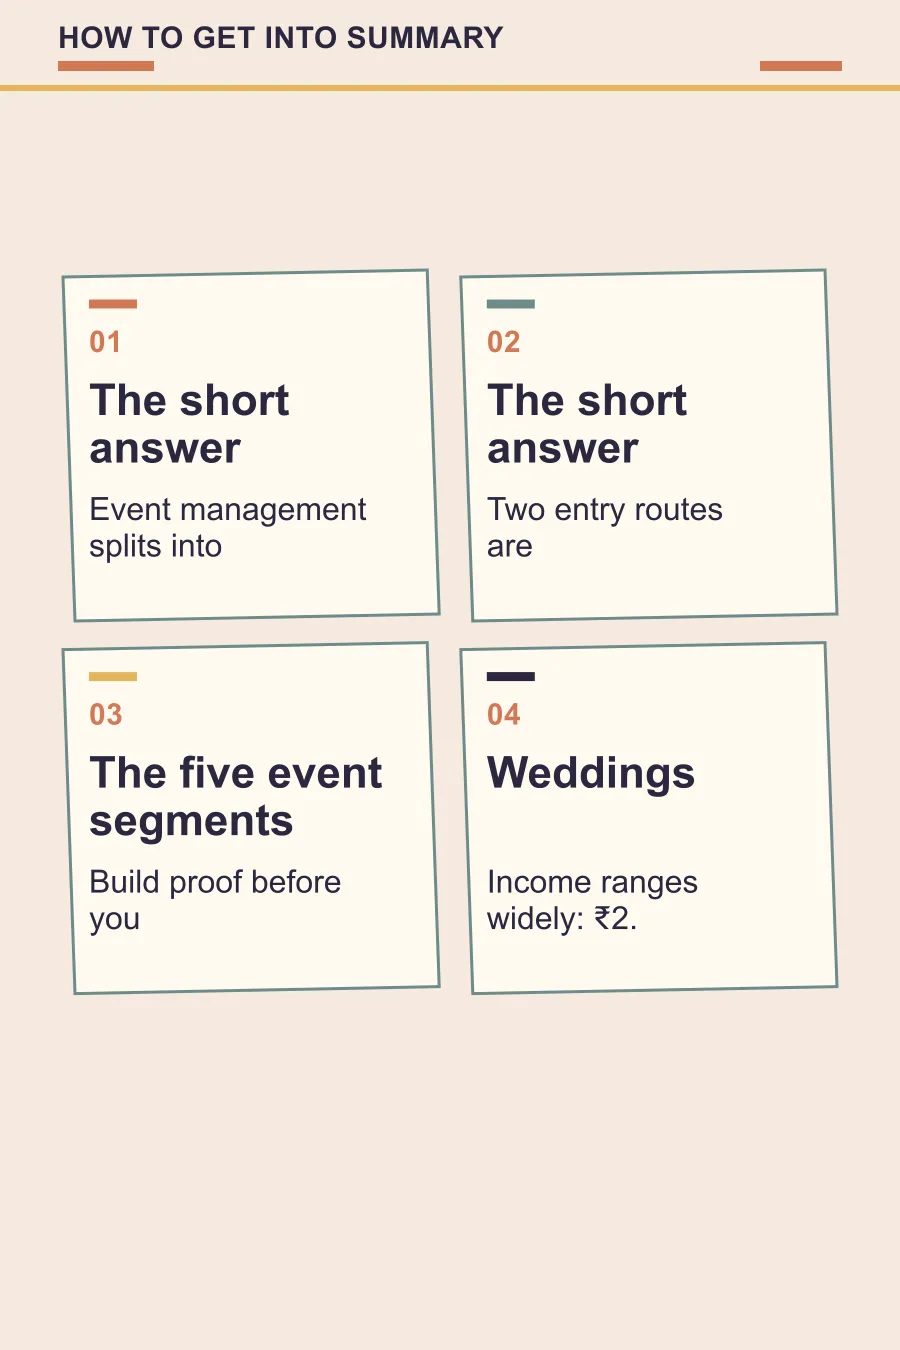 HOW TO GET INTO SUMMARY
01
The short
answer
Event management
splits into
02
The short
answer
Two entry routes
are
03
The five event
segments
Build proof before
you
04
Weddings
Income ranges
widely: ₹2.